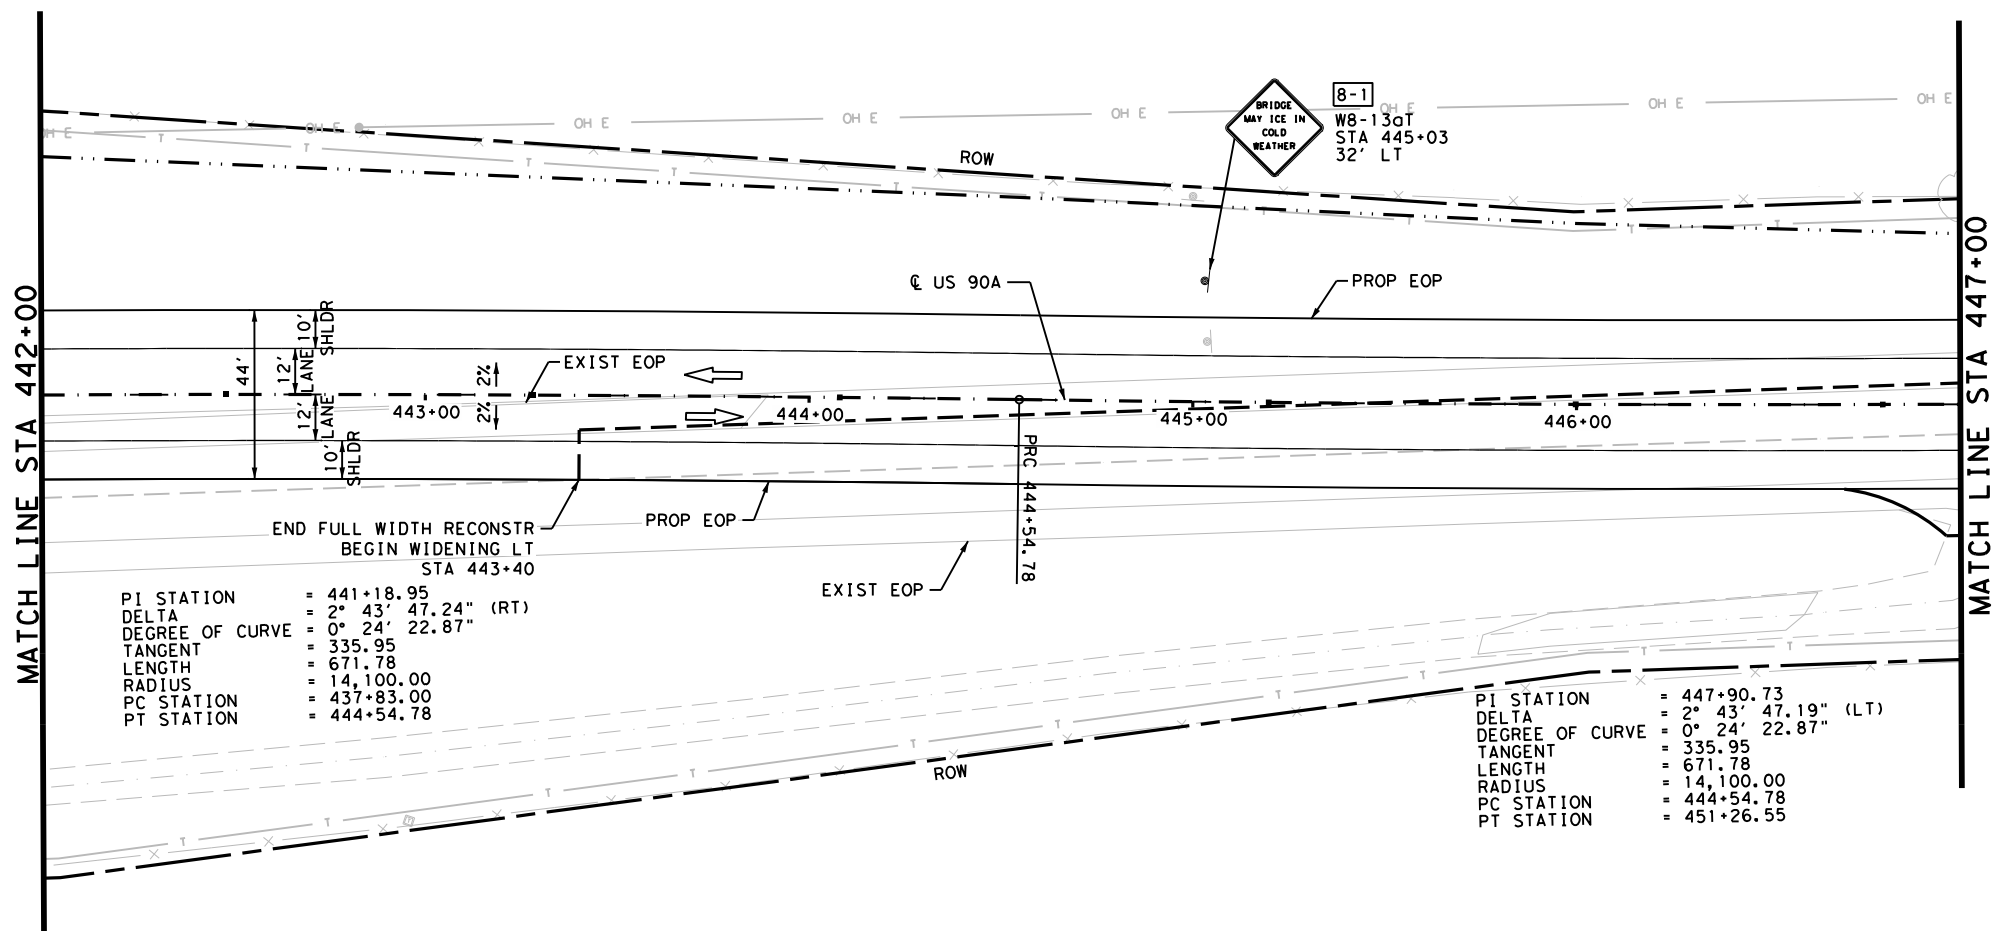 MATCH LINE STA 442+00
MATCH LINE STA 447+00
OH E
OH E
OH E
OH E
OH E
OH E
OH E
OH E
BRIDGE
MAY ICE IN
COLD
WEATHER
8-1
W8-13aT
STA 445+03
32' LT
ROW
℄ US 90A
PROP EOP
44'
10'
SHLDR
12'
LANE
12'
LANE
10'
SHLDR
2%
2%
EXIST EOP
443+00
444+00
445+00
446+00
PRC 444+54.78
END FULL WIDTH RECONSTR
BEGIN WIDENING LT
STA 443+40
PROP EOP
EXIST EOP
PI STATION = 441+18.95
DELTA = 2° 43' 47.24" (RT)
DEGREE OF CURVE = 0° 24' 22.87"
TANGENT = 335.95
LENGTH = 671.78
RADIUS = 14,100.00
PC STATION = 437+83.00
PT STATION = 444+54.78
ROW
PI STATION = 447+90.73
DELTA = 2° 43' 47.19" (LT)
DEGREE OF CURVE = 0° 24' 22.87"
TANGENT = 335.95
LENGTH = 671.78
RADIUS = 14,100.00
PC STATION = 444+54.78
PT STATION = 451+26.55